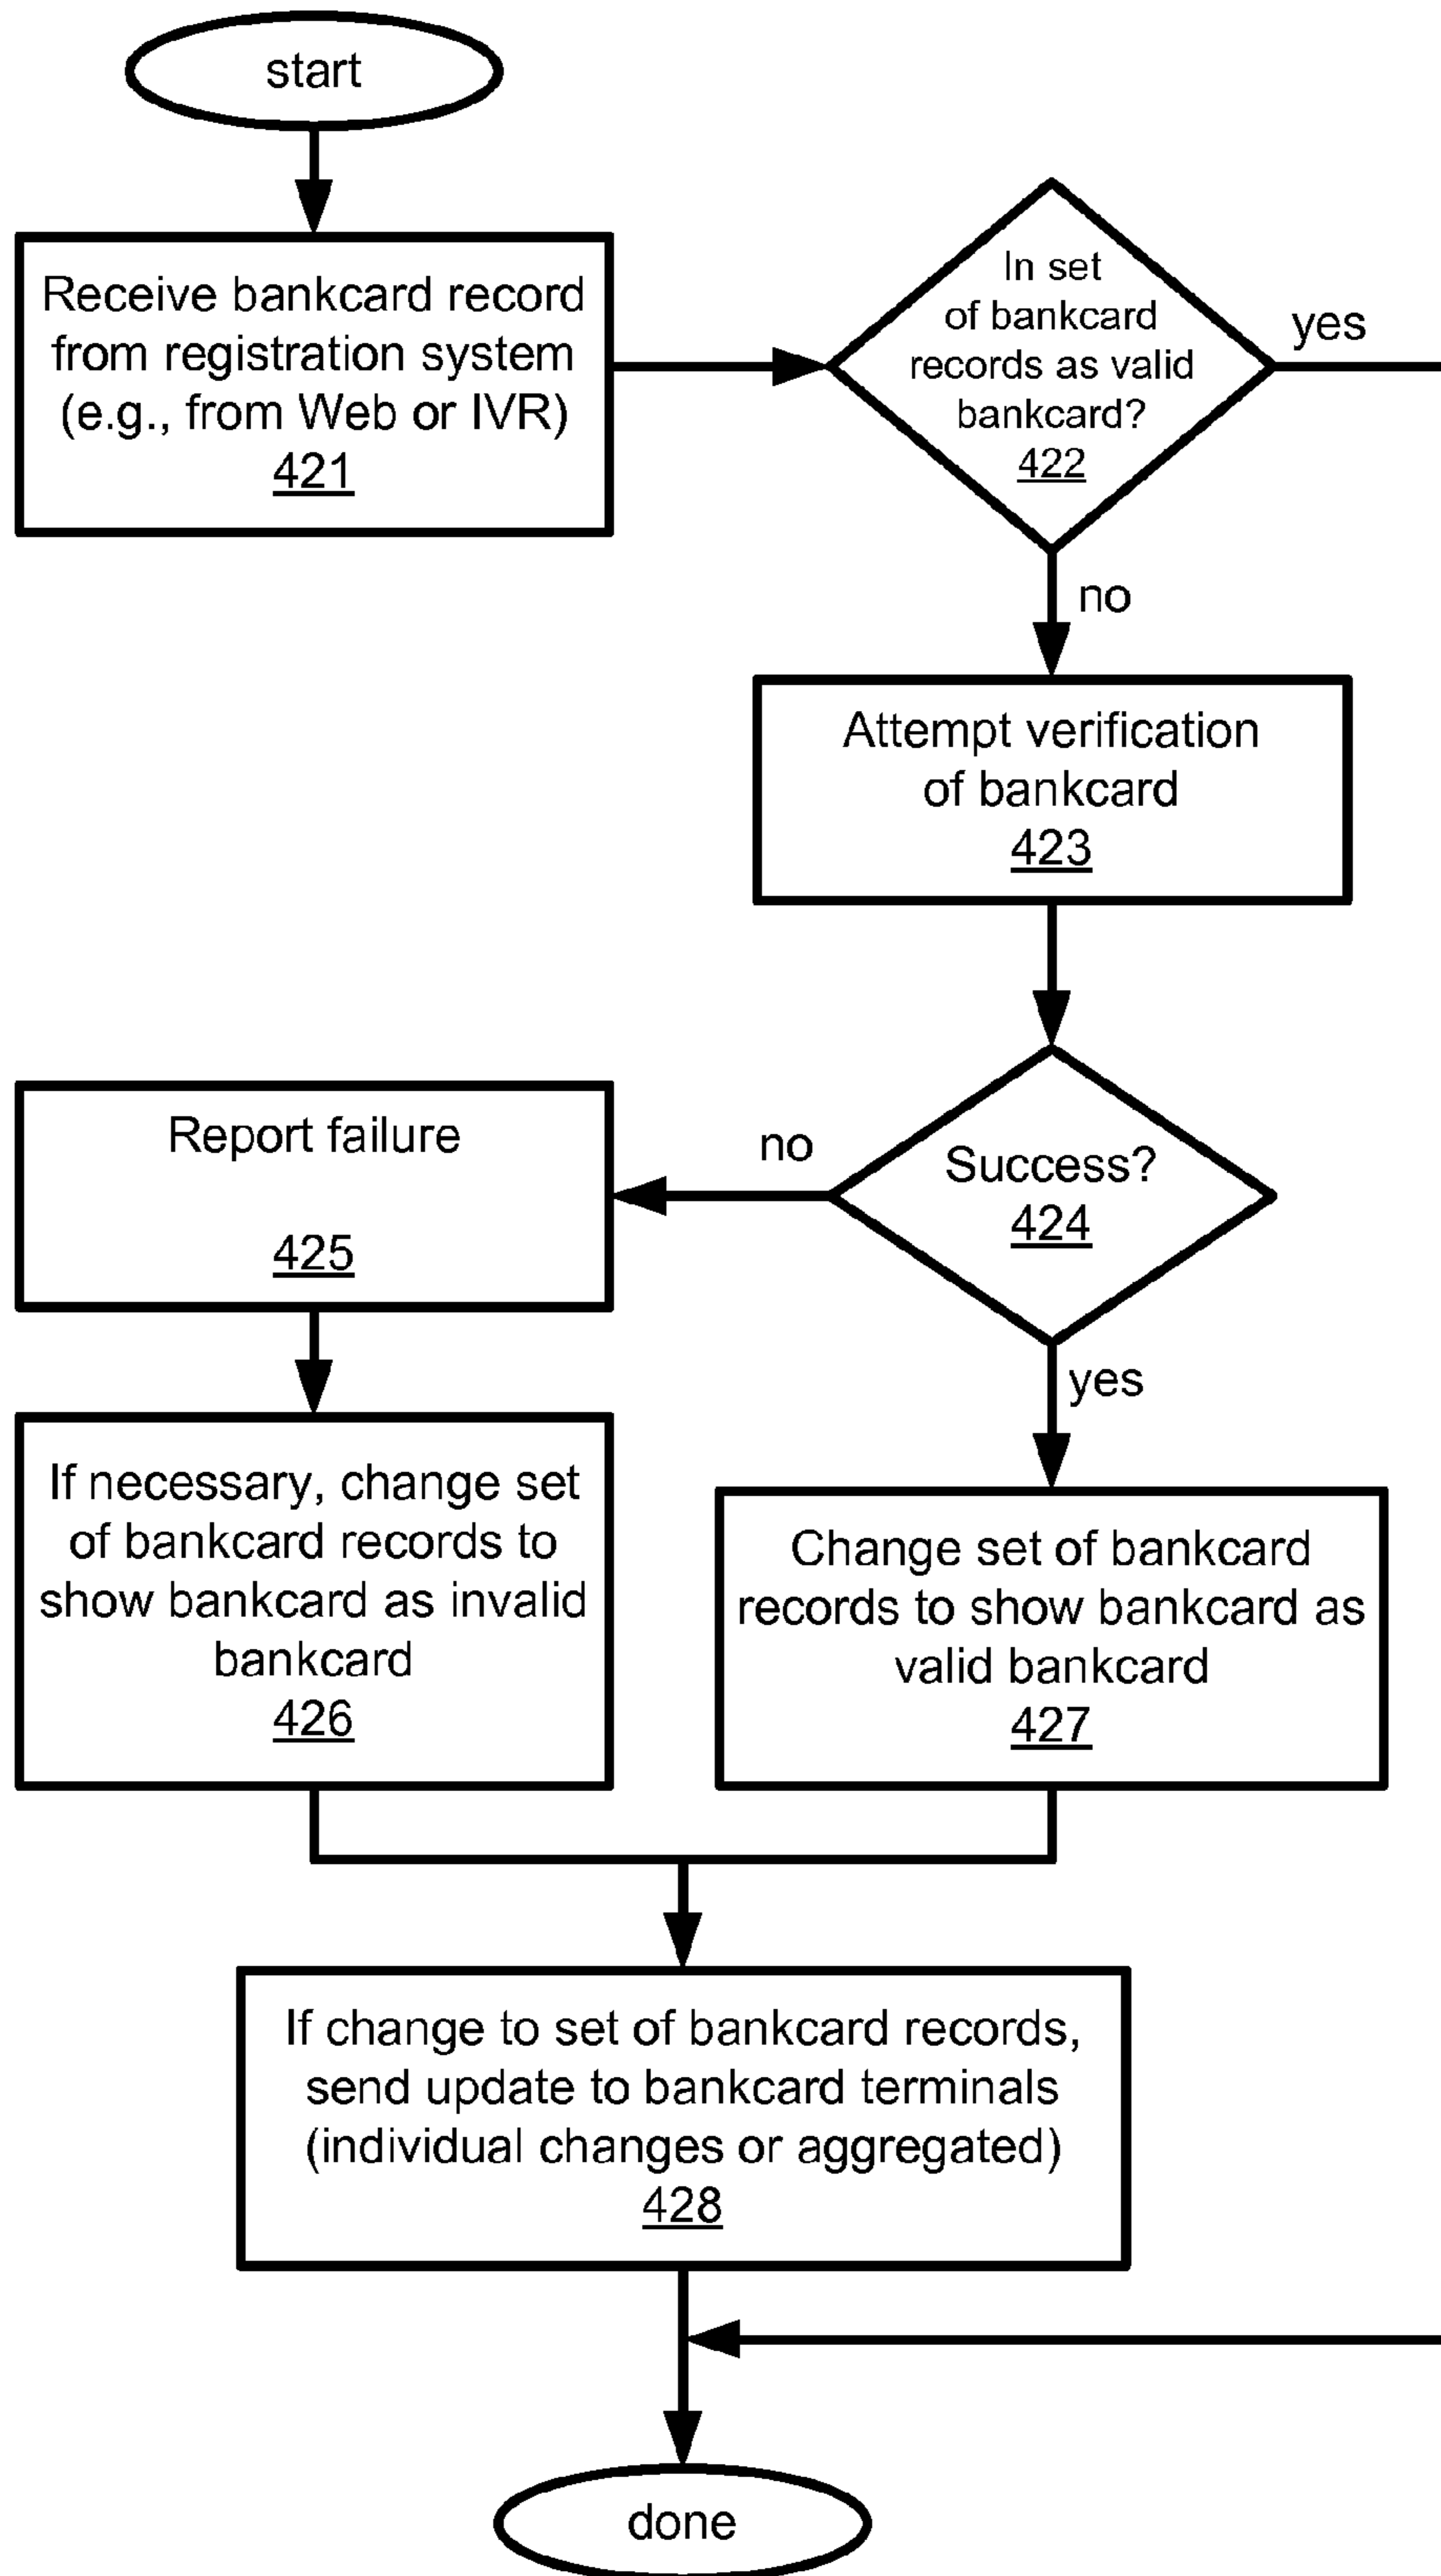 start
Receive bankcard record
from registration system
(e.g., from Web or IVR)
421
In set
of bankcard
records as valid
bankcard?
422
yes
no
Attempt verification
of bankcard
423
Success?
424
no
Report failure
425
yes
If necessary, change set
of bankcard records to
show bankcard as invalid
bankcard
426
Change set of bankcard
records to show bankcard as
valid bankcard
427
If change to set of bankcard records,
send update to bankcard terminals
(individual changes or aggregated)
428
done